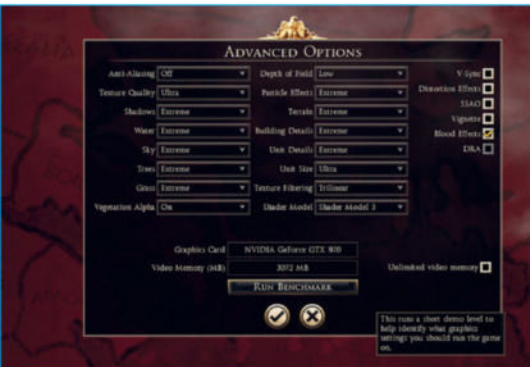 ADVANCED OPTIONS
Anti-Aliasing Off Depth of Field Low V-Sync
Texture Quality Ultra Particle Effects Extreme Distortion Effects
Shadows Extreme Terrain Extreme SSAO
Water Extreme Building Details Extreme Vignette
Sky Extreme Unit Details Extreme Blood Effects
Trees Extreme Unit Size Ultra DRA
Grass Extreme Texture Filtering Trilinear
Vegetation Alpha On Shader Model Shader Model 3
Graphics Card NVIDIA GeForce GTX 970
Video Memory (MB) 3072 MB Unlimited video memory
RUN BENCHMARK
This runs a short demo level to
help identify what graphics
settings you should run the game
on.